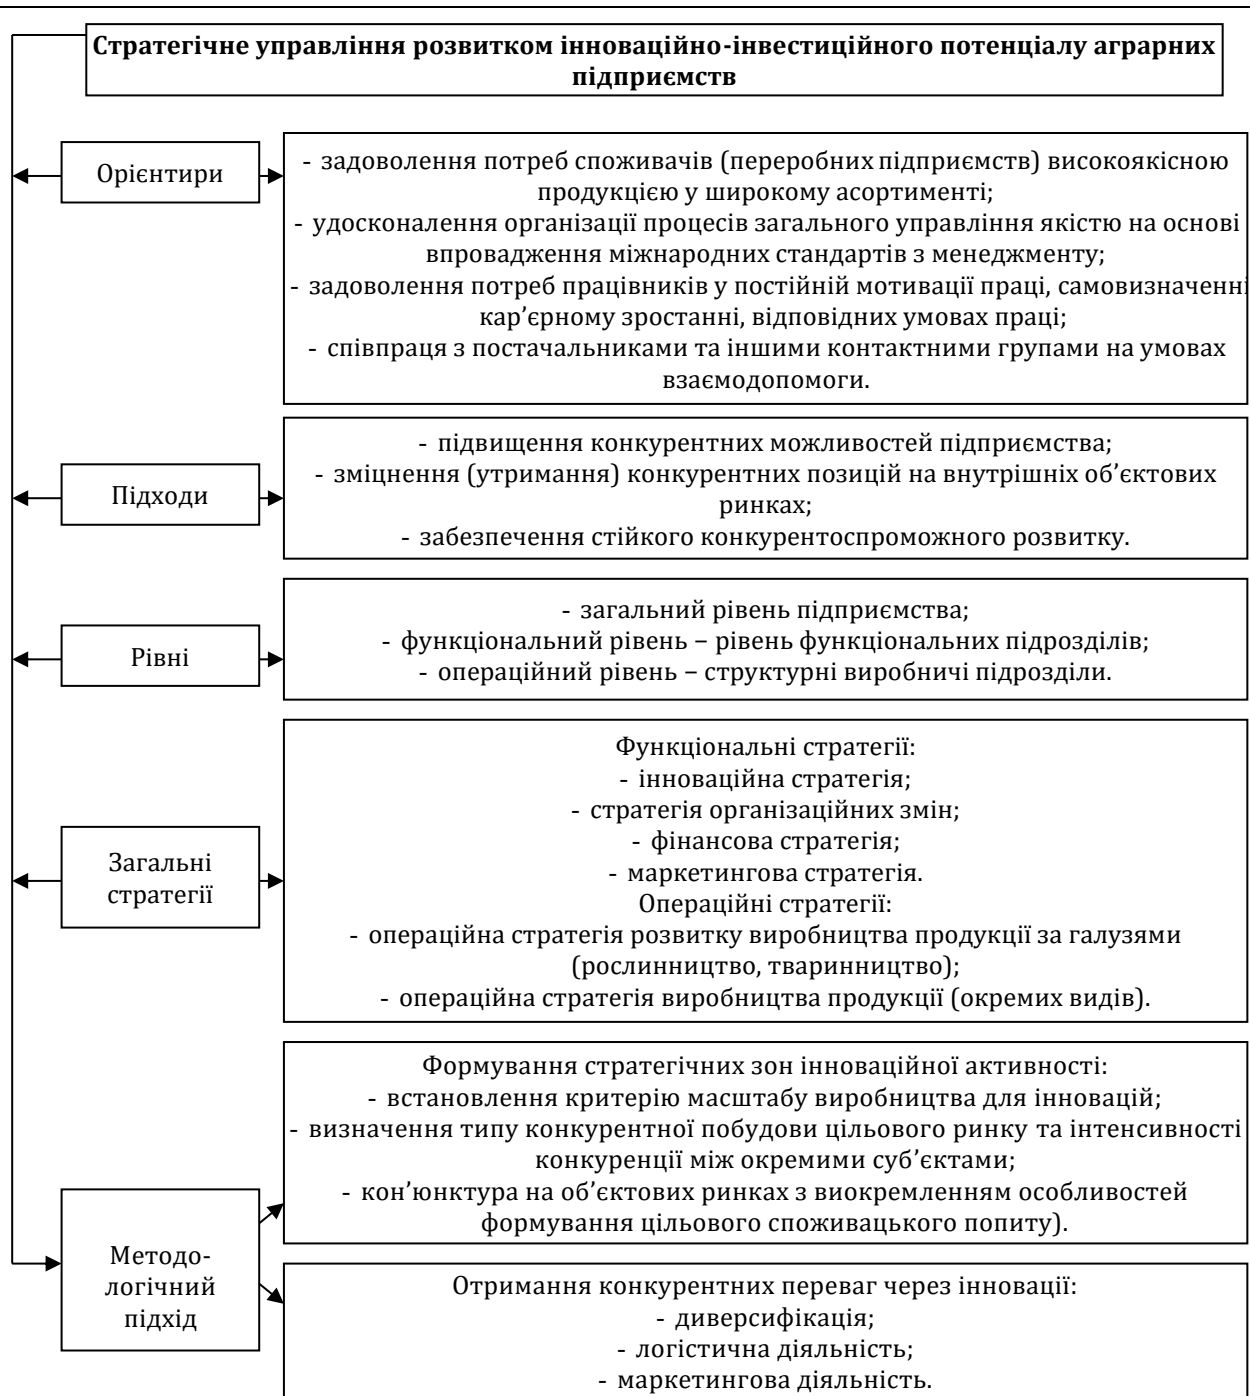 Стратегічне управління розвитком інноваційно-інвестиційного потенціалу аграрних
підприємств
Орієнтири
- задоволення потреб споживачів (переробних підприємств) високоякісною
продукцією у широкому асортименті;
- удосконалення організації процесів загального управління якістю на основі
впровадження міжнародних стандартів з менеджменту;
- задоволення потреб працівників у постійній мотивації праці, самовизначенні
кар’єрному зростанні, відповідних умовах праці;
- співпраця з постачальниками та іншими контактними групами на умовах
взаємодопомоги.
Підходи
- підвищення конкурентних можливостей підприємства;
- зміцнення (утримання) конкурентних позицій на внутрішніх об’єктових
ринках;
- забезпечення стійкого конкурентоспроможного розвитку.
Рівні
- загальний рівень підприємства;
- функціональний рівень – рівень функціональних підрозділів;
- операційний рівень – структурні виробничі підрозділи.
Загальні
стратегії
Функціональні стратегії:
- інноваційна стратегія;
- стратегія організаційних змін;
- фінансова стратегія;
- маркетингова стратегія.
Операційні стратегії:
- операційна стратегія розвитку виробництва продукції за галузями
(рослинництво, тваринництво);
- операційна стратегія виробництва продукції (окремих видів).
Методо-
логічний
підхід
Формування стратегічних зон інноваційної активності:
- встановлення критерію масштабу виробництва для інновацій;
- визначення типу конкурентної побудови цільового ринку та інтенсивності
конкуренції між окремими суб’єктами;
- кон’юнктура на об’єктових ринках з виокремленням особливостей
формування цільового споживацького попиту).
Отримання конкурентних переваг через інновації:
- диверсифікація;
- логістична діяльність;
- маркетингова діяльність.